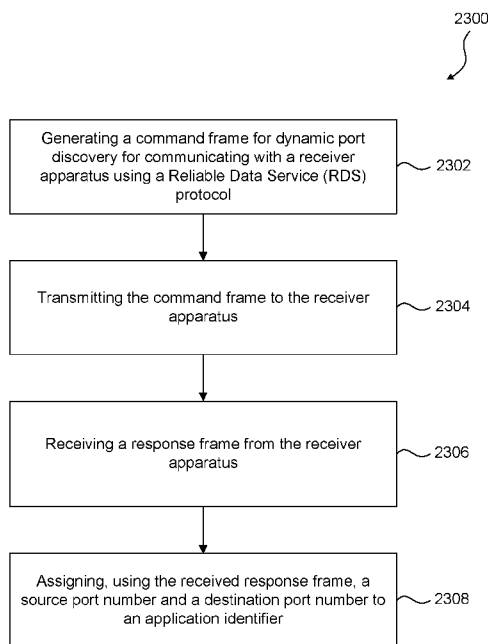 2300
Generating a command frame for dynamic port
discovery for communicating with a receiver
apparatus using a Reliable Data Service (RDS)
protocol
2302
Transmitting the command frame to the receiver
apparatus
2304
Receiving a response frame from the receiver
apparatus
2306
Assigning, using the received response frame, a
source port number and a destination port number to
an application identifier
2308